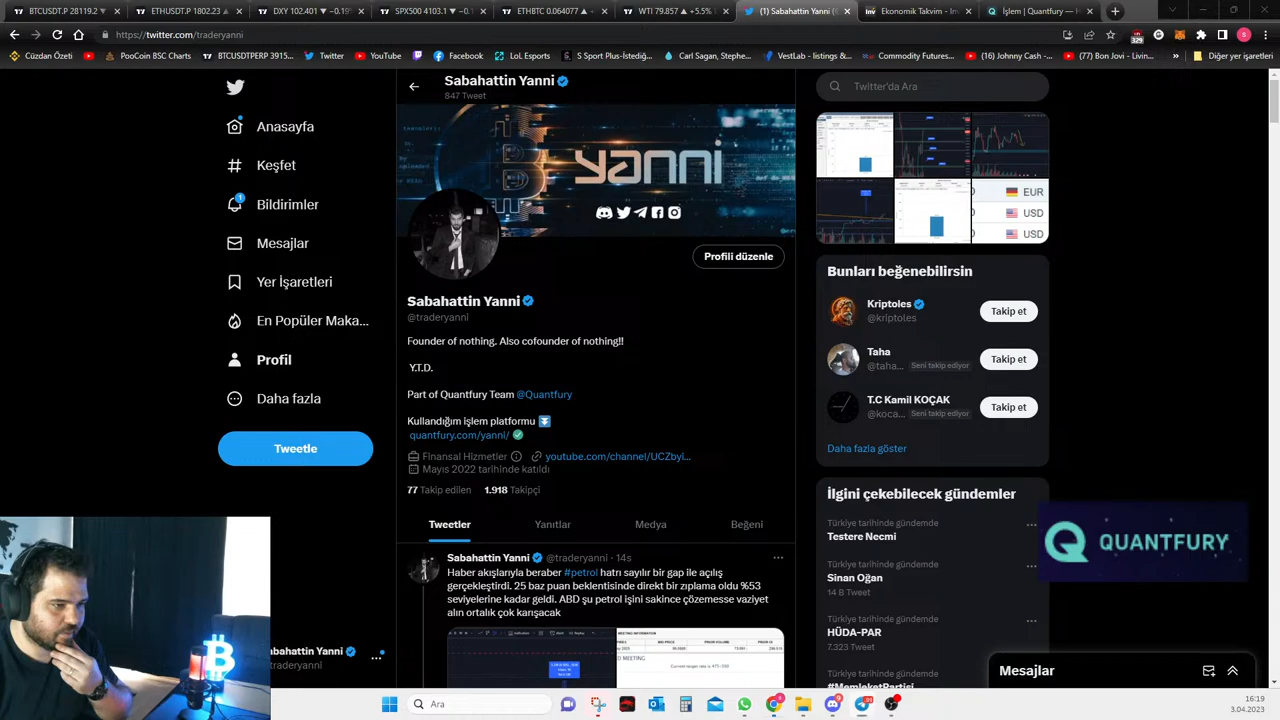 BTCUSDT.P 28119.2
ETHUSDT.P 1802.23
DXY 102.401 −0.19
SPX500 4103.1 −0.
ETHBTC 0.064077
WTI 79.857 +5.5%
(1) Sabahattin Yanni (
Ekonomik Takvim - In
İşlem | Quantfury -
https://twitter.com/traderyanni
Cüzdan Özeti
PooCoin BSC Charts
BTCUSDTPERP 3915...
Twitter
YouTube
Facebook
LoL Esports
S Sport Plus-İstediğ...
Carl Sagan, Stephe...
VestLab - listings &...
Commodity Futures...
(16) Johnny Cash -...
(77) Bon Jovi - Livin...
»
Diğer yer işaretleri
Sabahattin Yanni
847 Tweet
Twitter'da Ara
Anasayfa
Keşfet
Bildirimler
Mesajlar
Yer İşaretleri
En Popüler Maka...
Profil
Daha fazla
Tweetle
yanni
Profili düzenle
Sabahattin Yanni
@traderyanni
Founder of nothing. Also cofounder of nothing!!
Y.T.D.
Part of Quantfury Team @Quantfury
Kullandığım işlem platformu
quantfury.com/yanni/
Finansal Hizmetler
youtube.com/channel/UCZbyl...
Mayıs 2022 tarihinde katıldı
77 Takip edilen 1.918 Takipçi
Tweetler
Yanıtlar
Medya
Beğeni
Sabahattin Yanni @traderyanni · 14s
Haber akışlarıyla beraber #petrol hatrı sayılır bir gap ile açılış
gerçekleştirdi. 25 baz puan beklentisinde direkt bir zıplama oldu %53
seviyelerine kadar geldi. ABD şu petrol işini sakince çözemesse vaziyet
alın ortalık çok karışacak
MEETING INFORMATION
EUR
USD
USD
Bunları beğenebilirsin
Kriptoles
@kriptoles
Takip et
Taha
@taha... Seni takip ediyor
Takip et
T.C Kamil KOÇAK
@koca... Seni takip ediyor
Takip et
Daha fazla göster
İlgini çekebilecek gündemler
Türkiye tarihinde gündemde
Testere Necmi
Türkiye tarihinde gündemde
Sinan Oğan
14 B Tweet
Türkiye tarihinde gündemde
HÜDA-PAR
7.323 Tweet
Türkiye tarihinde gündemde
#MemleketPartisi
QUANTFURY
Mesajlar
abahattin Yanni
traderyanni
Ara
16:19
3.04.2023